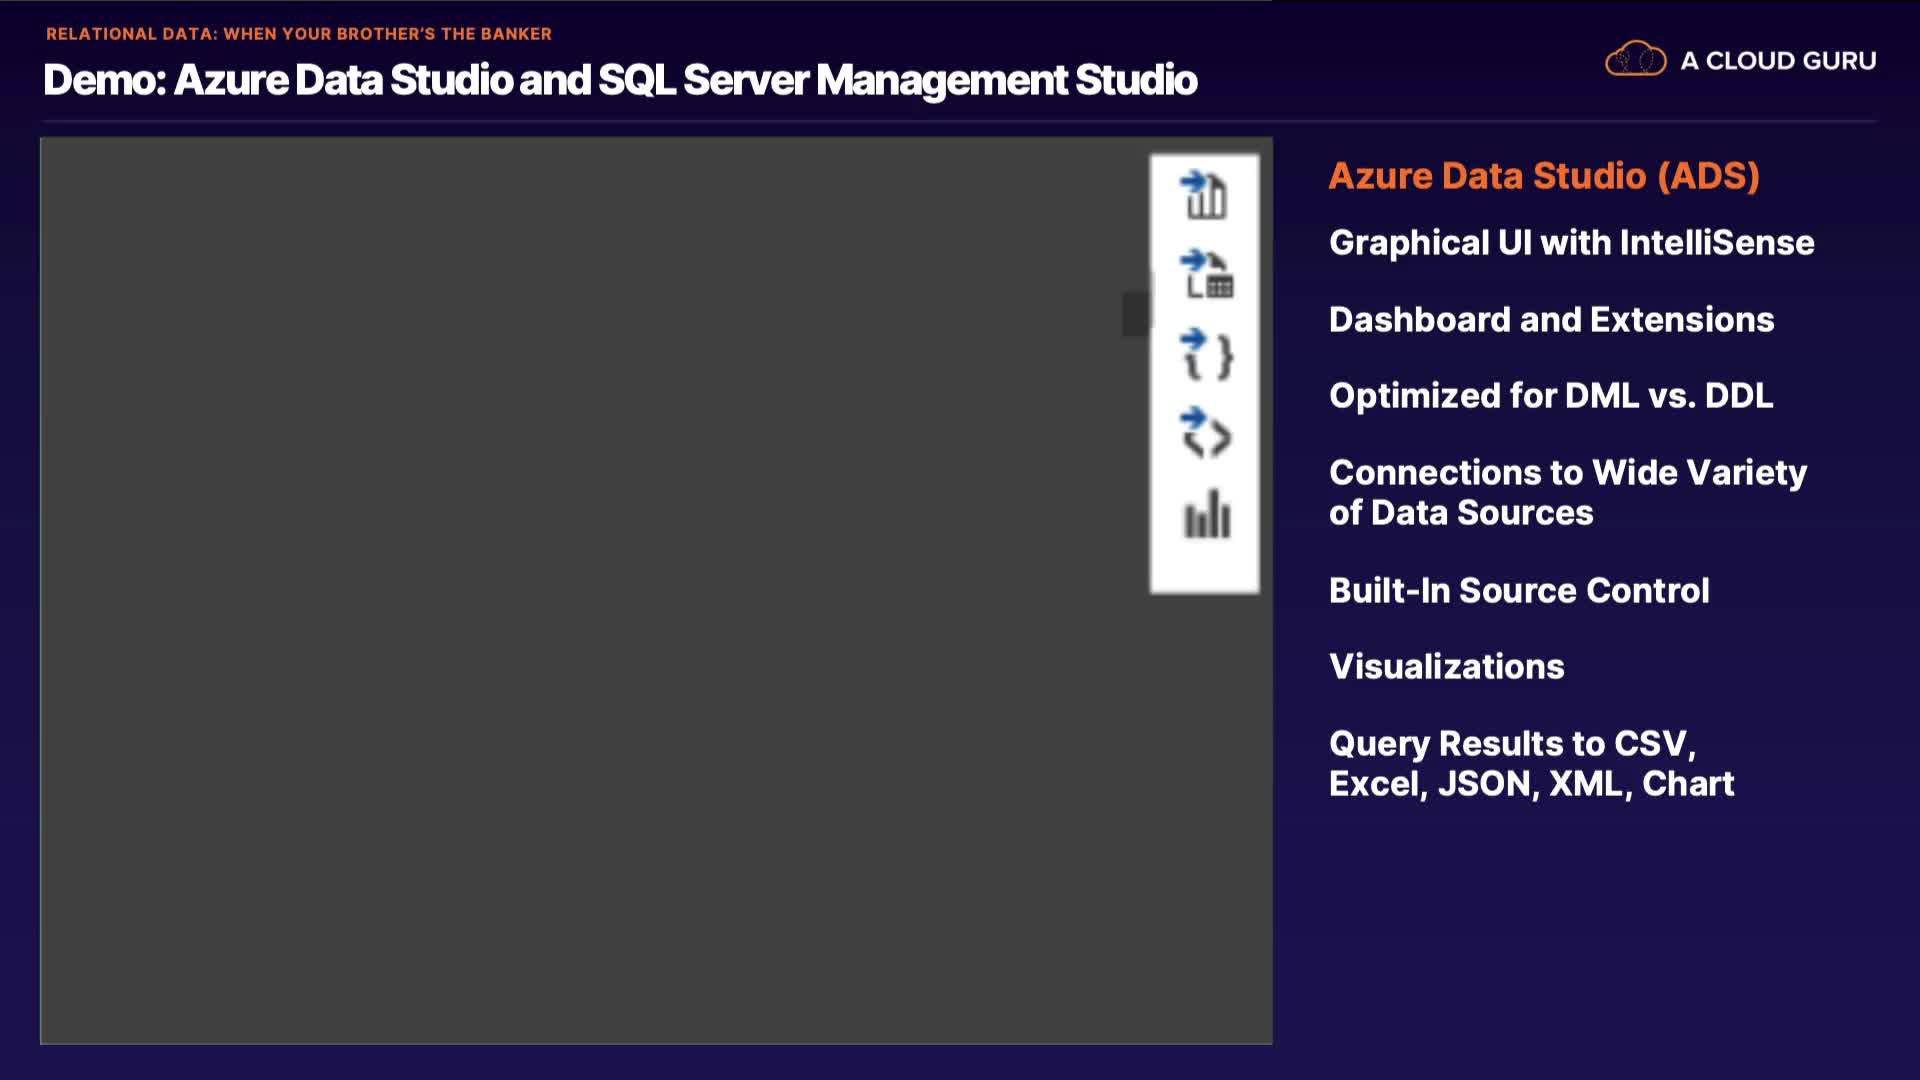 RELATIONAL DATA: WHEN YOUR BROTHER'S THE BANKER
Demo: Azure Data Studio and SQL Server Management Studio
A CLOUD GURU
Azure Data Studio (ADS)
Graphical UI with IntelliSense
Dashboard and Extensions
Optimized for DML vs. DDL
Connections to Wide Variety
of Data Sources
Built-In Source Control
Visualizations
Query Results to CSV,
Excel, JSON, XML, Chart